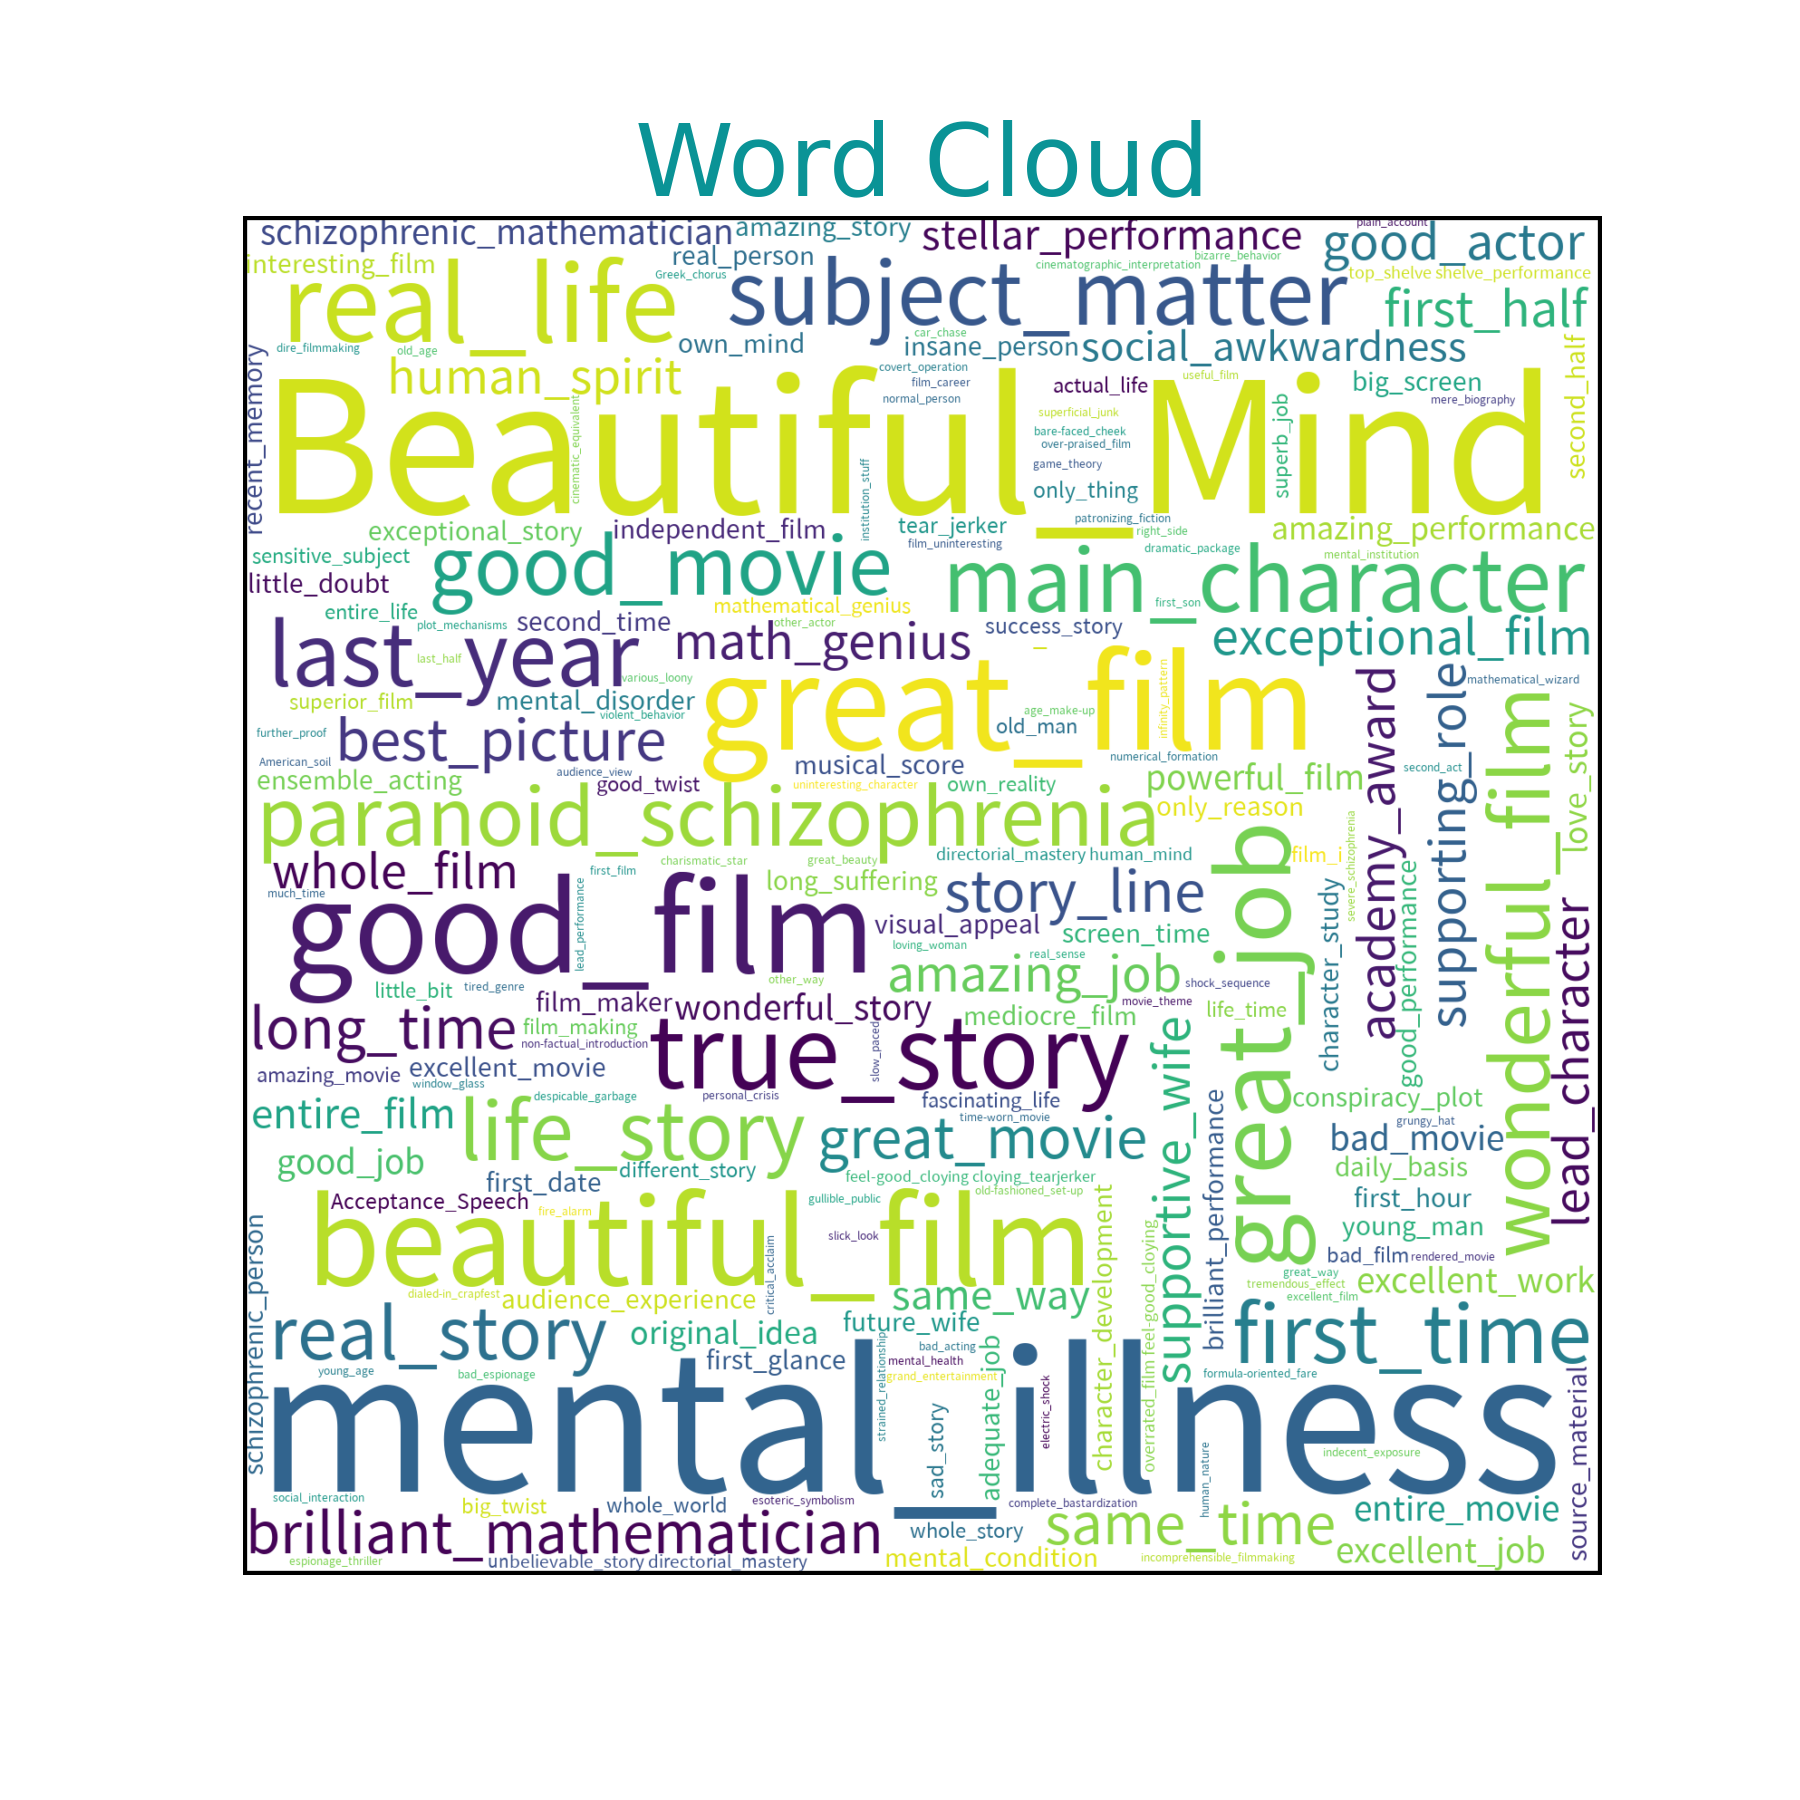 Word Cloud
schizophrenic_mathematician
amazing_story
stellar_performance
plain_account
good_actor
interesting_film
real_person
Greek_chorus
real_life
subject_matter
cinematographic_interpretation
bizarre_behavior
top_shelve shelve_performance
first_half
dire_filmmaking
old_age
own_mind
car_chase
insane_person
social_awkwardness
second_half
recent_memory
human_spirit
covert_operation
film_career
normal_person
actual_life
useful_film
big_screen
mere_biography
Beautiful_Mind
cinematic_equivalent
superficial_junk
bare-faced_cheek
over-praised_film
game_theory
only_thing
superb_job
institution_stuff
exceptional_story
independent_film
tear_jerker
film_uninteresting
patronizing_fiction
right_side
amazing_performance
sensitive_subject
good_movie
dramatic_package
mental_institution
little_doubt
main_character
entire_life
mathematical_genius
first_son
plot_mechanisms
second_time
other_actor
success_story
last_year
last_half
math_genius
exceptional_film
various_loony
great_film
infinity_pattern
mathematical_wizard
superior_film
mental_disorder
violent_behavior
age_make-up
old_man
further_proof
best_picture
American_soil
audience_view
musical_score
numerical_formation
second_act
ensemble_acting
good_twist
uninteresting_character
own_reality
powerful_film
academy_award
supporting_role
wonderful_film
love_story
paranoid_schizophrenia
only_reason
severe_schizophrenia
whole_film
first_film
charismatic_star
great_beauty
directorial_mastery human_mind
film_i
much_time
long_suffering
story_line
good_film
lead_performance
visual_appeal
loving_woman
screen_time
real_sense
great_job
character_study
good_performance
lead_character
little_bit
tired_genre
other_way
amazing_job
shock_sequence
film_maker
wonderful_story
movie_theme
life_time
long_time
film_making
mediocre_film
non-factual_introduction
true_story
slow_paced
supportive_wife
amazing_movie
excellent_movie
window_glass
despicable_garbage
personal_crisis
fascinating_life
time-worn_movie
conspiracy_plot
grungy_hat
entire_film
life_story
great_movie
brilliant_performance
bad_movie
good_job
different_story
feel-good_cloying cloying_tearjerker
daily_basis
first_date
old-fashioned_set-up
first_hour
Acceptance_Speech
fire_alarm
gullible_public
young_man
schizophrenic_person
beautiful_film
slick_look
critical_acclaim
character_development
overrated_film feel-good_cloying
bad_film
rendered_movie
great_way
tremendous_effect
excellent_work
excellent_film
dialed-in_crapfest
audience_experience
same_way
real_story
original_idea
future_wife
first_time
young_age
bad_espionage
first_glance
strained_relationship
bad_acting
mental_health
grand_entertainment
formula-oriented_fare
mental_illness
sad_story
adequate_job
electric_shock
human_nature
indecent_exposure
source_material
social_interaction
big_twist
whole_world
esoteric_symbolism
complete_bastardization
entire_movie
brilliant_mathematician
whole_story
same_time
espionage_thriller
unbelievable_story directorial_mastery
mental_condition
incomprehensible_filmmaking
excellent_job